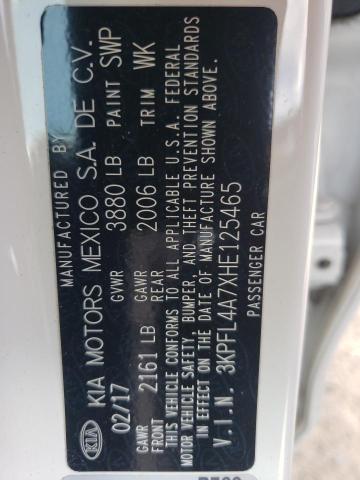 MANUFACTURED BY
KIA KIA MOTORS MEXICO S.A. DE C.V.
02/17 GVWR 3880 LB PAINT SWP
GAWR FRONT 2161 LB GAWR REAR 2006 LB TRIM WK
THIS VEHICLE CONFORMS TO ALL APPLICABLE U.S.A. FEDERAL
MOTOR VEHICLE SAFETY, BUMPER, AND THEFT PREVENTION STANDARDS
IN EFFECT ON THE DATE OF MANUFACTURE SHOWN ABOVE.
V.I.N. 3KPFL4A7XHE125465
PASSENGER CAR